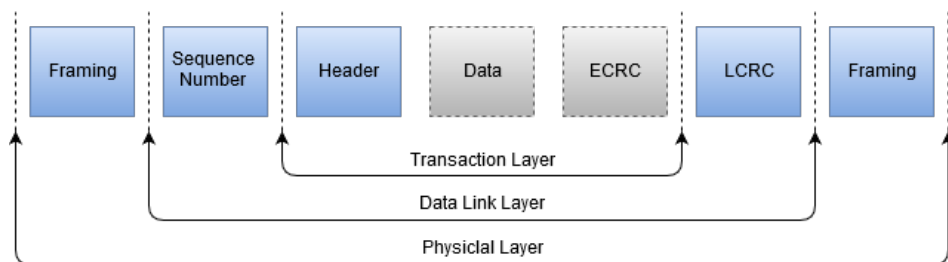 Framing
Sequence
Number
Header
Data
ECRC
LCRC
Framing
Transaction Layer
Data Link Layer
Physiclal Layer